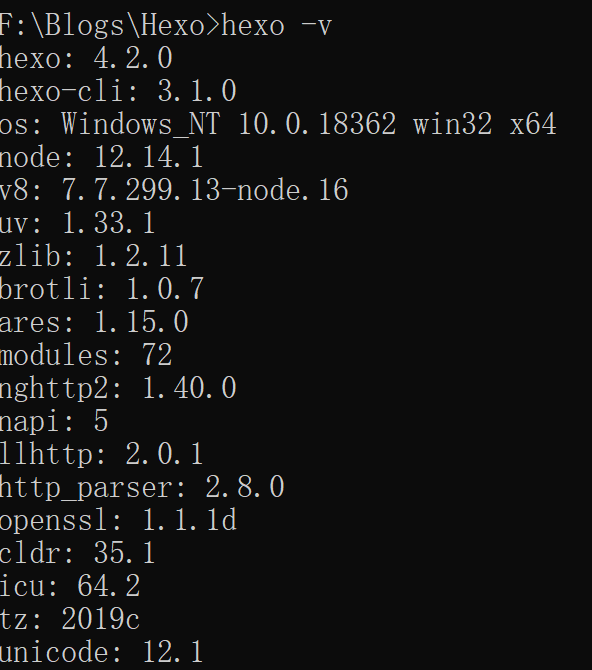 F:\Blogs\Hexo>hexo -v
hexo: 4.2.0
hexo-cli: 3.1.0
os: Windows_NT 10.0.18362 win32 x64
node: 12.14.1
v8: 7.7.299.13-node.16
uv: 1.33.1
zlib: 1.2.11
brotli: 1.0.7
ares: 1.15.0
modules: 72
nghttp2: 1.40.0
napi: 5
llhttp: 2.0.1
http_parser: 2.8.0
openssl: 1.1.1d
cldr: 35.1
icu: 64.2
tz: 2019c
unicode: 12.1